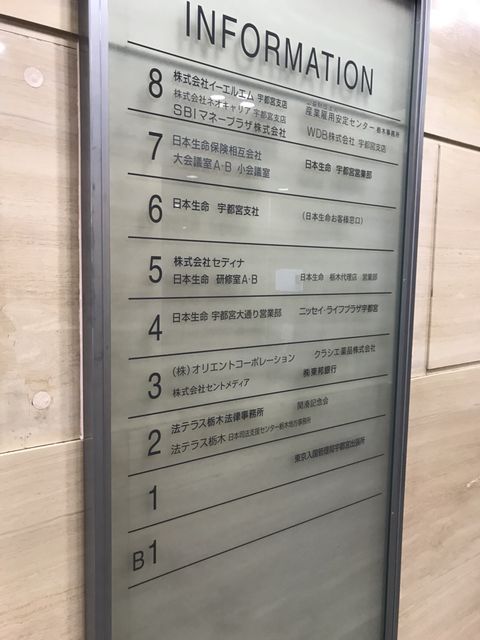 INFORMATION
8 株式会社イーエルエム 宇都宮支店
株式会社ネオキャリア 宇都宮支店 産業雇用安定センター 栃木事務所
SBIマネープラザ株式会社 WDB株式会社 宇都宮支店
7 日本生命保険相互会社 日本生命 宇都宮営業部
大会議室A·B 小会議室
6 日本生命 宇都宮支社 (日本生命お客様窓口)
5 株式会社セディナ
日本生命 研修室A·B 日本生命 栃木代理店 営業部
4 日本生命 宇都宮大通り営業部 ニッセイ·ライフプラザ宇都宮
3 (株)オリエントコーポレーション クラシエ薬品株式会社
株式会社セントメディア ㈱東邦銀行
2 法テラス栃木法律事務所 関湊記念会
法テラス栃木 日本司法支援センター栃木地方事務所
東京入国管理局宇都宮出張所
1
B1